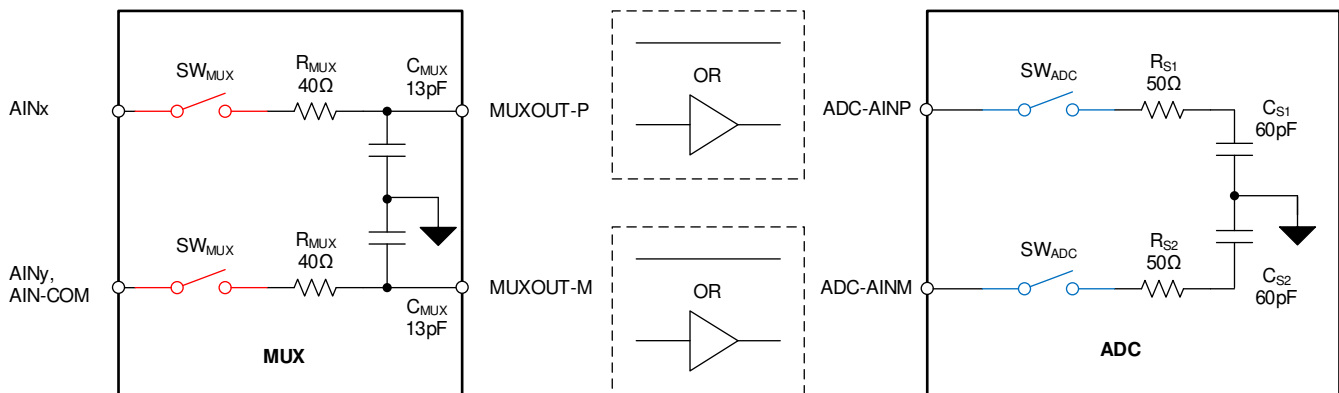 AINx
SWMUX
RMUX
40Ω
CMUX
13pF
MUXOUT-P
OR
ADC-AINP
SWADC
RS1
50Ω
CS1
60pF
AINy,
AIN-COM
SWMUX
RMUX
40Ω
CMUX
13pF
MUXOUT-M
OR
ADC-AINM
SWADC
RS2
50Ω
CS2
60pF
MUX
ADC